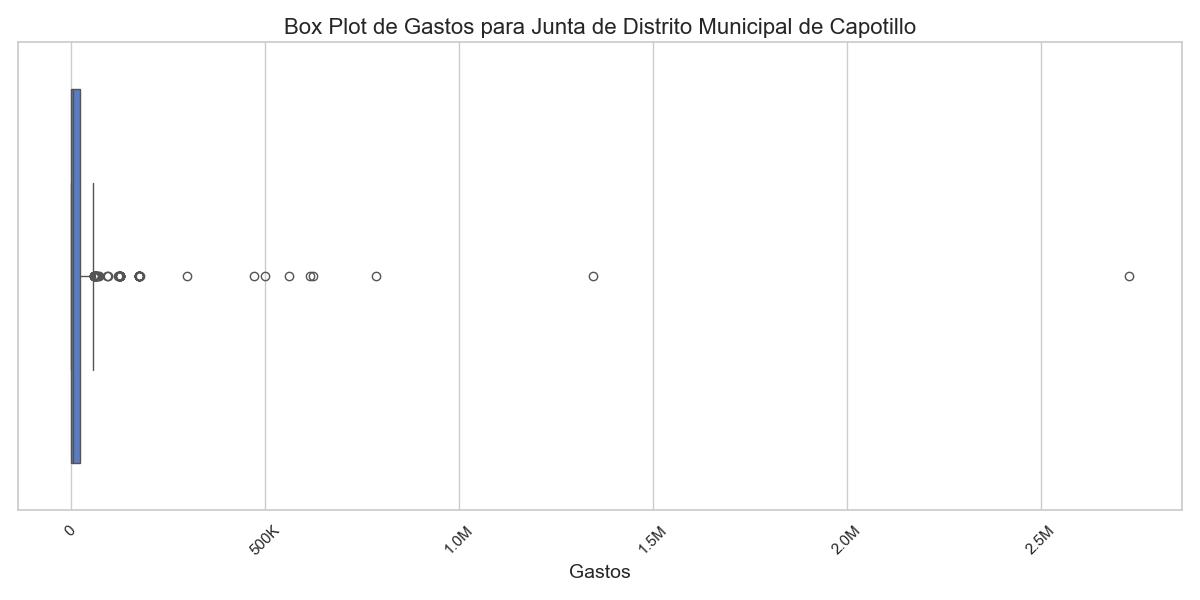 Box Plot de Gastos para Junta de Distrito Municipal de Capotillo
0
500K
1.0M
1.5M
2.0M
2.5M
Gastos